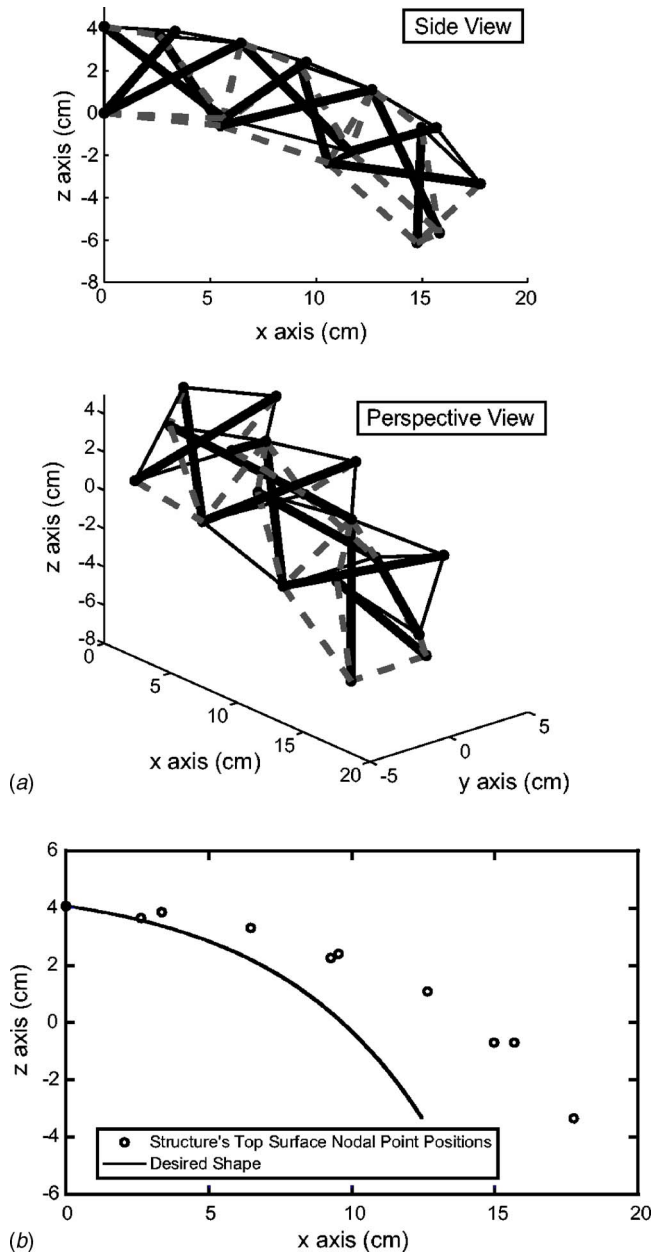 Side View
4
2
0
-2
-4
-6
-8
z axis (cm)
0 5 10 15 20
x axis (cm)
Perspective View
4
2
0
-2
-4
-6
-8
z axis (cm)
0
5
10
15
20
x axis (cm)
-5
0
5
y axis (cm)
(a)
6
4
2
0
-2
-4
-6
z axis (cm)
Structure's Top Surface Nodal Point Positions
Desired Shape
0 5 10 15 20
x axis (cm)
(b)